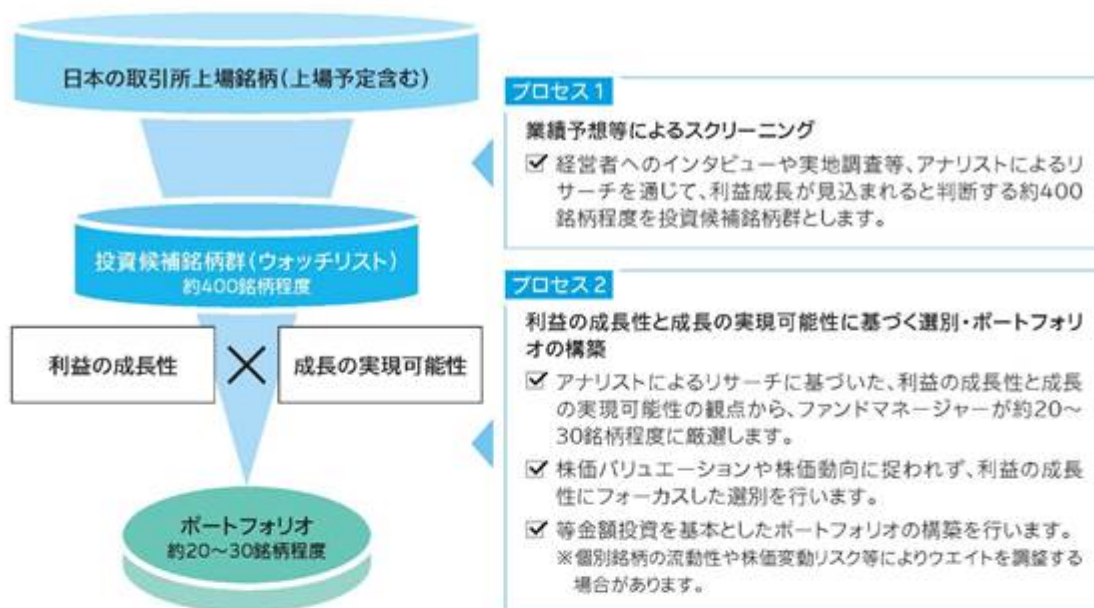 日本の取引所上場銘柄(上場予定含む)
投資候補銘柄群(ウォッチリスト)
約400銘柄程度
利益の成長性
×
成長の実現可能性
ポートフォリオ
約20～30銘柄程度
プロセス1
業績予想等によるスクリーニング
経営者へのインタビューや実地調査等、アナリストによるリ
サーチを通じて、利益成長が見込まれると判断する約400
銘柄程度を投資候補銘柄群とします。
プロセス2
利益の成長性と成長の実現可能性に基づく選別・ポートフォリ
オの構築
アナリストによるリサーチに基づいた、利益の成長性と成長
の実現可能性の観点から、ファンドマネージャーが約20～
30銘柄程度に厳選します。
株価バリュエーションや株価動向に捉われず、利益の成長
性にフォーカスした選別を行います。
等金額投資を基本としたポートフォリオの構築を行います。
※個別銘柄の流動性や株価変動リスク等によりウエイトを調整する
場合があります。